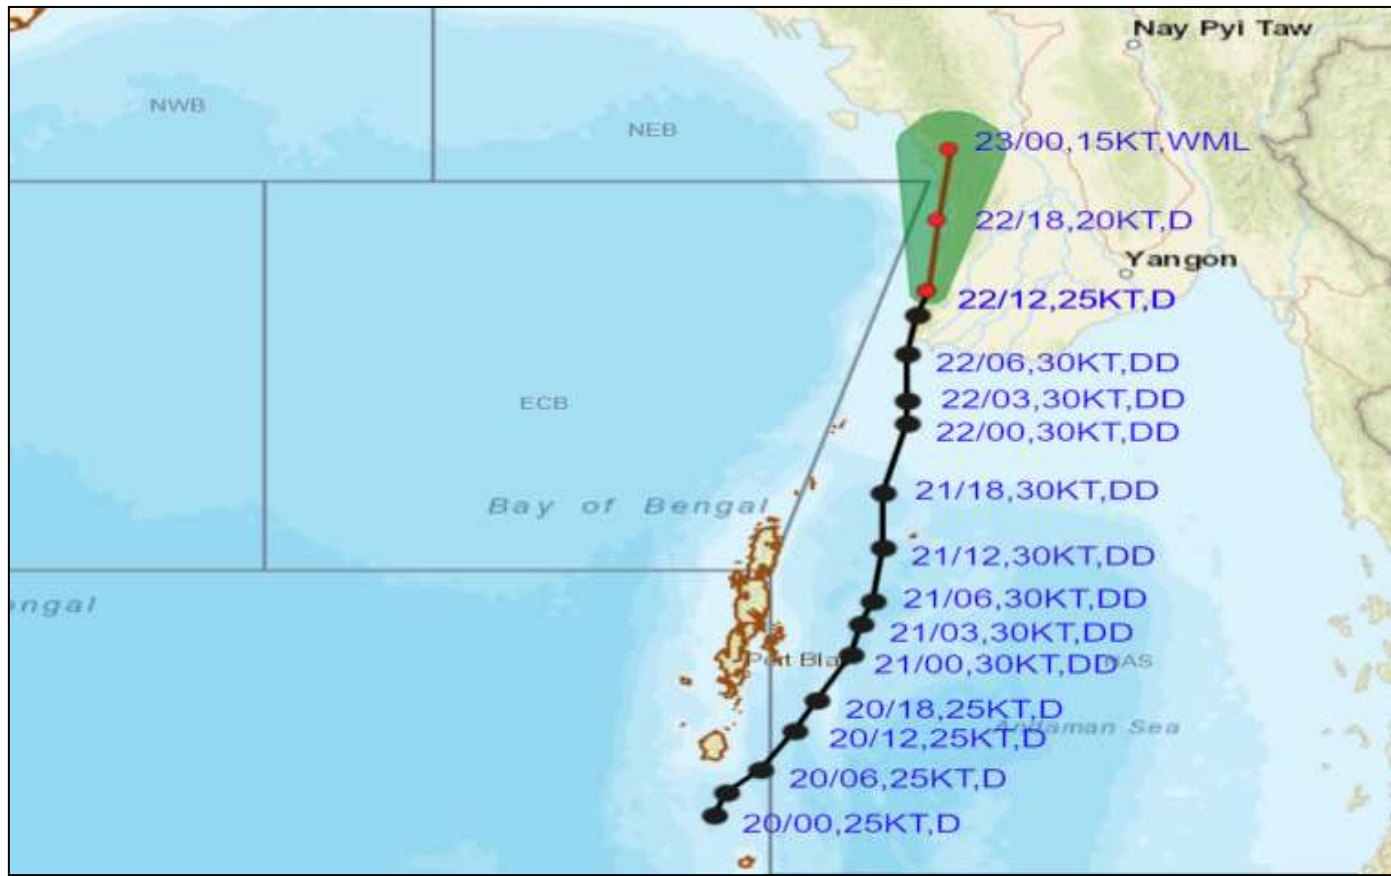 Nay Pyi Taw
NWB
NEB
23/00,15KT,WML
22/18,20KT,D
Yangon
22/12,25KT,D
22/06,30KT,DD
22/03,30KT,DD
ECB
22/00,30KT,DD
21/18,30KT,DD
Bay of Bengal
21/12,30KT,DD
21/06,30KT,DD
ngal
21/03,30KT,DD
Port Bla
21/00,30KT,DD
AS
20/18,25KT,D
Andaman Sea
20/12,25KT,D
20/06,25KT,D
20/00,25KT,D